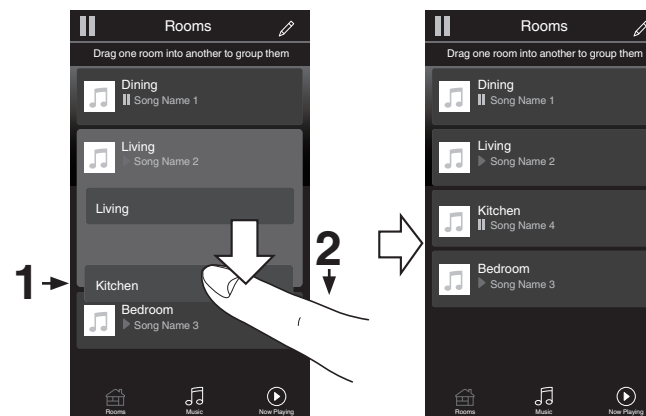 Rooms
Drag one room into another to group them
Dining
Song Name 1
Living
Song Name 2
Living
Kitchen
Bedroom
Song Name 3
Rooms Music Now Playing
1
2
Rooms
Drag one room into another to group them
Dining
Song Name 1
Living
Song Name 2
Kitchen
Song Name 4
Bedroom
Song Name 3
Rooms Music Now Playing